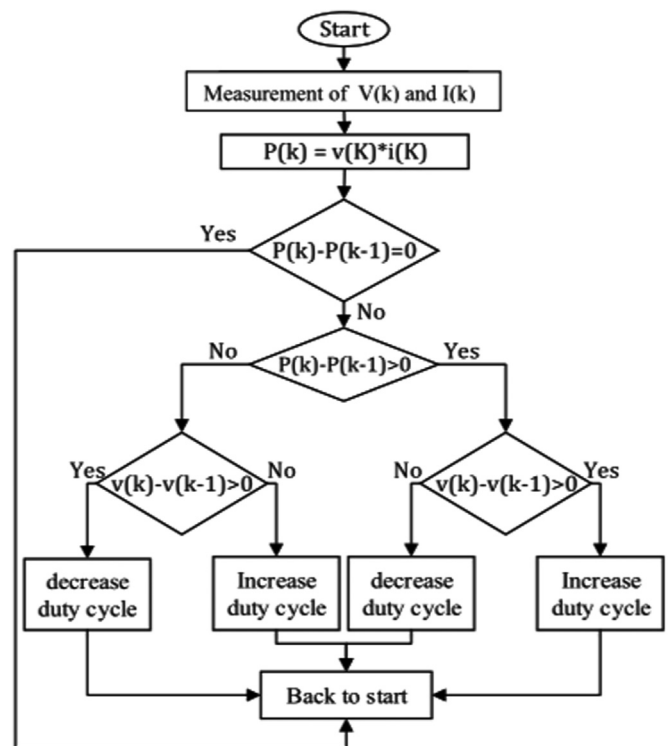 Start
Measurement of V(k) and I(k)
P(k) = v(K)*i(K)
Yes
P(k)-P(k-1)=0
No
No
P(k)-P(k-1)>0
Yes
Yes
v(k)-v(k-1)>0
No
No
v(k)-v(k-1)>0
Yes
decrease
duty cycle
Increase
duty cycle
decrease
duty cycle
Increase
duty cycle
Back to start